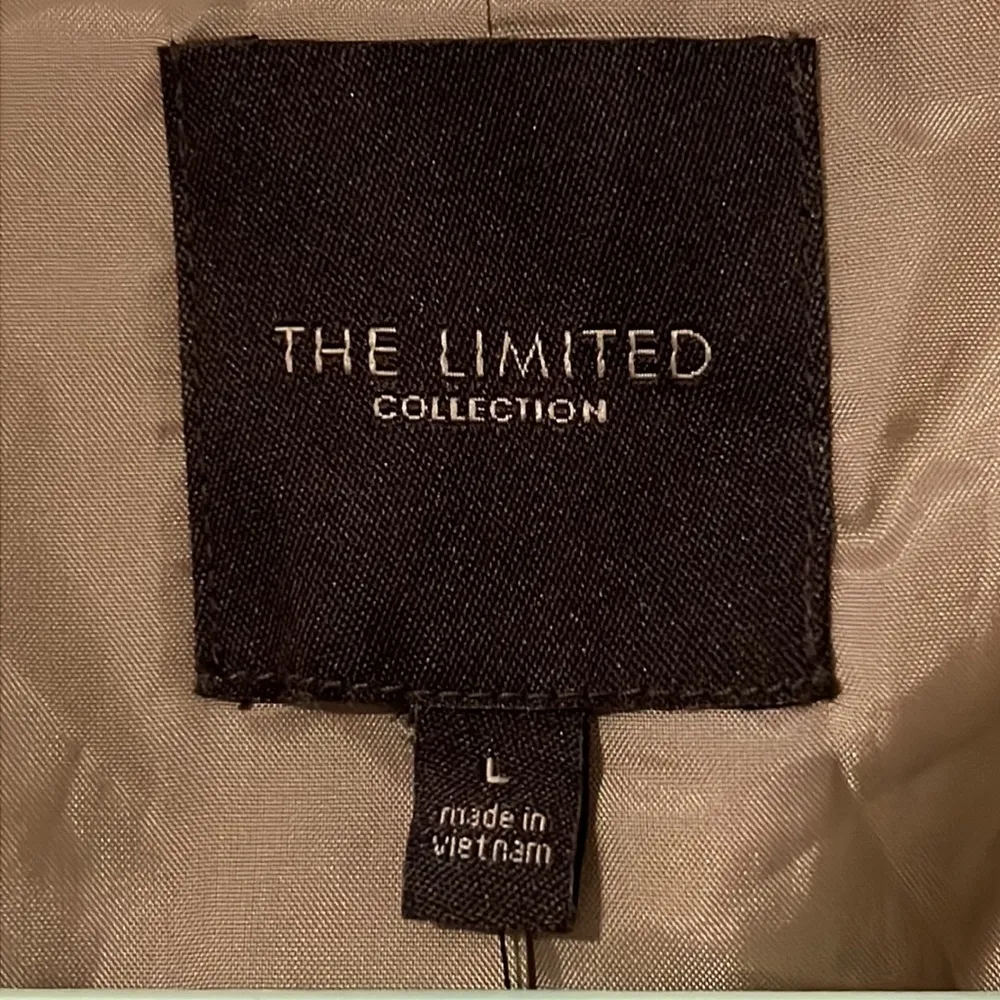 THE LIMITED
COLLECTION
L
made in
vietnam